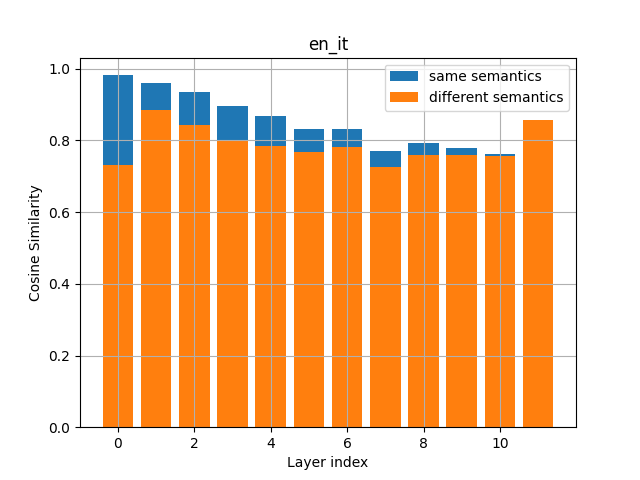 en_it
same semantics
different semantics
1.0
0.8
0.6
0.4
0.2
0.0
Cosine Similarity
0 2 4 6 8 10
Layer index